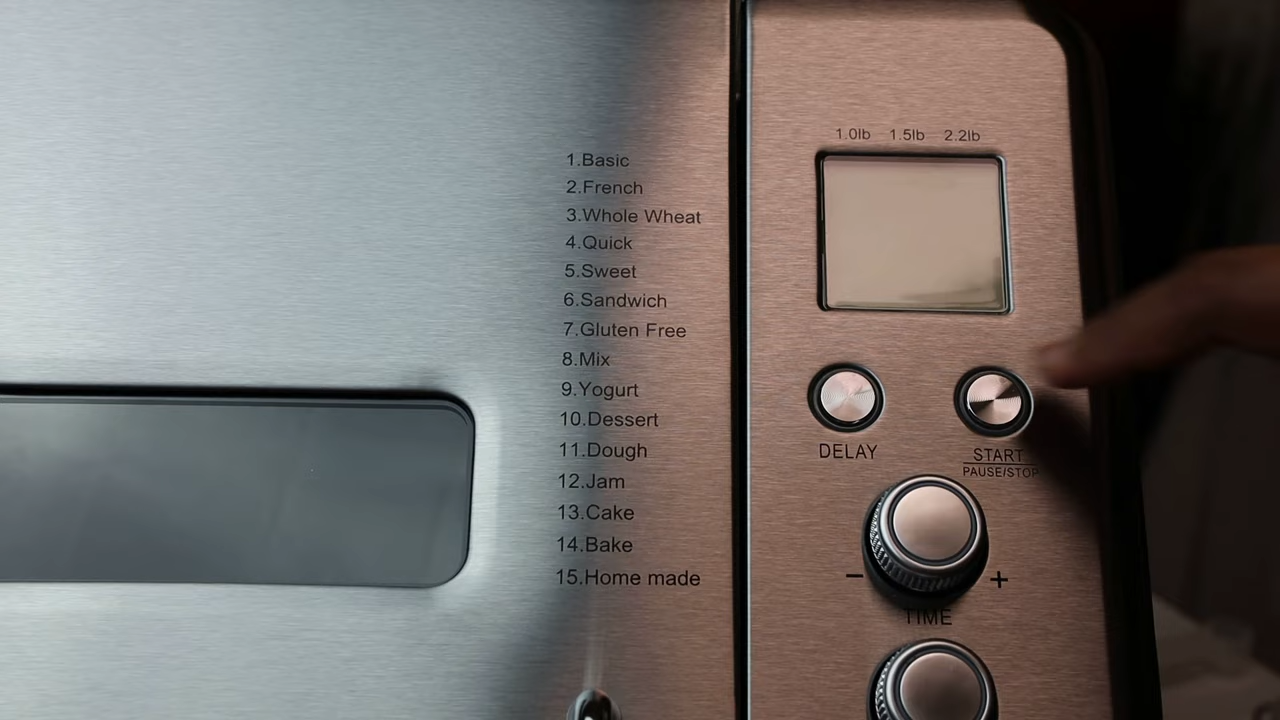 1.Basic
2.French
3.Whole Wheat
4.Quick
5.Sweet
6.Sandwich
7.Gluten Free
8.Mix
9.Yogurt
10.Dessert
11.Dough
12.Jam
13.Cake
14.Bake
15.Home made
1.0lb 1.5lb 2.2lb
DELAY
START
PAUSE/STOP
− +
TIME